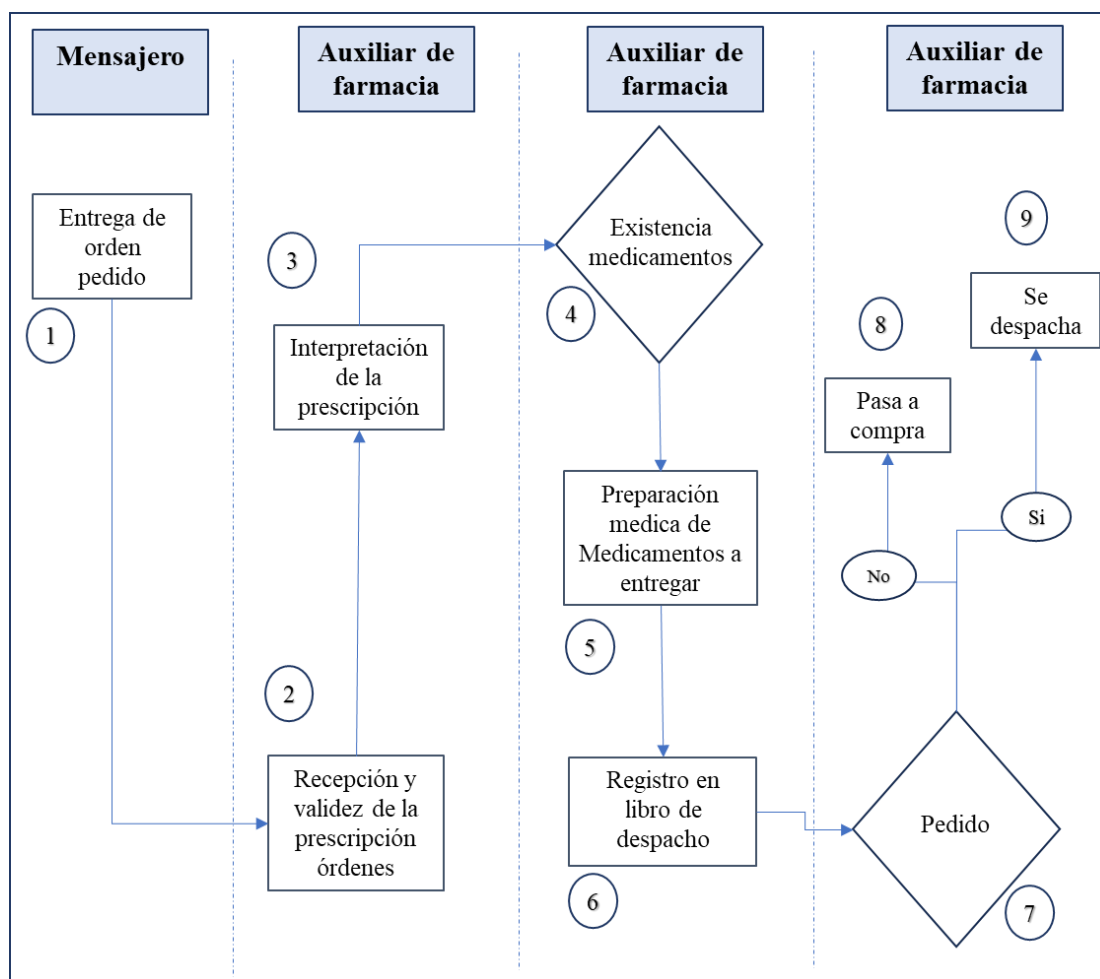 Mensajero
Auxiliar de
farmacia
Auxiliar de
farmacia
Auxiliar de
farmacia
Entrega de
orden
pedido
1
2
Recepción y
validez de la
prescripción
órdenes
3
Interpretación
de la
prescripción
Existencia
medicamentos
4
Preparación
medica de
Medicamentos a
entregar
5
Registro en
libro de
despacho
6
Pedido
7
No
8
Pasa a
compra
Si
9
Se
despacha